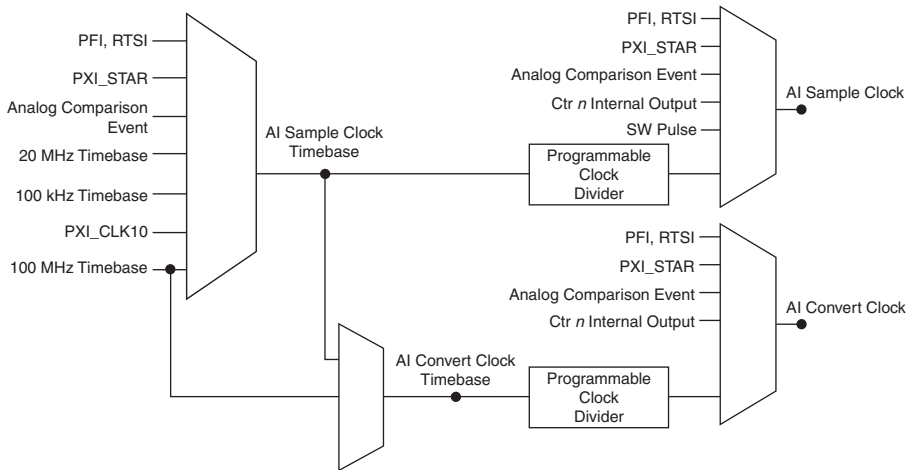 PFI, RTSI
PXI_STAR
Analog Comparison
Event
20 MHz Timebase
100 kHz Timebase
PXI_CLK10
100 MHz Timebase
AI Sample Clock
Timebase
PFI, RTSI
PXI_STAR
Analog Comparison Event
Ctr n Internal Output
SW Pulse
Programmable
Clock
Divider
AI Sample Clock
AI Convert Clock
Timebase
PFI, RTSI
PXI_STAR
Analog Comparison Event
Ctr n Internal Output
Programmable
Clock
Divider
AI Convert Clock